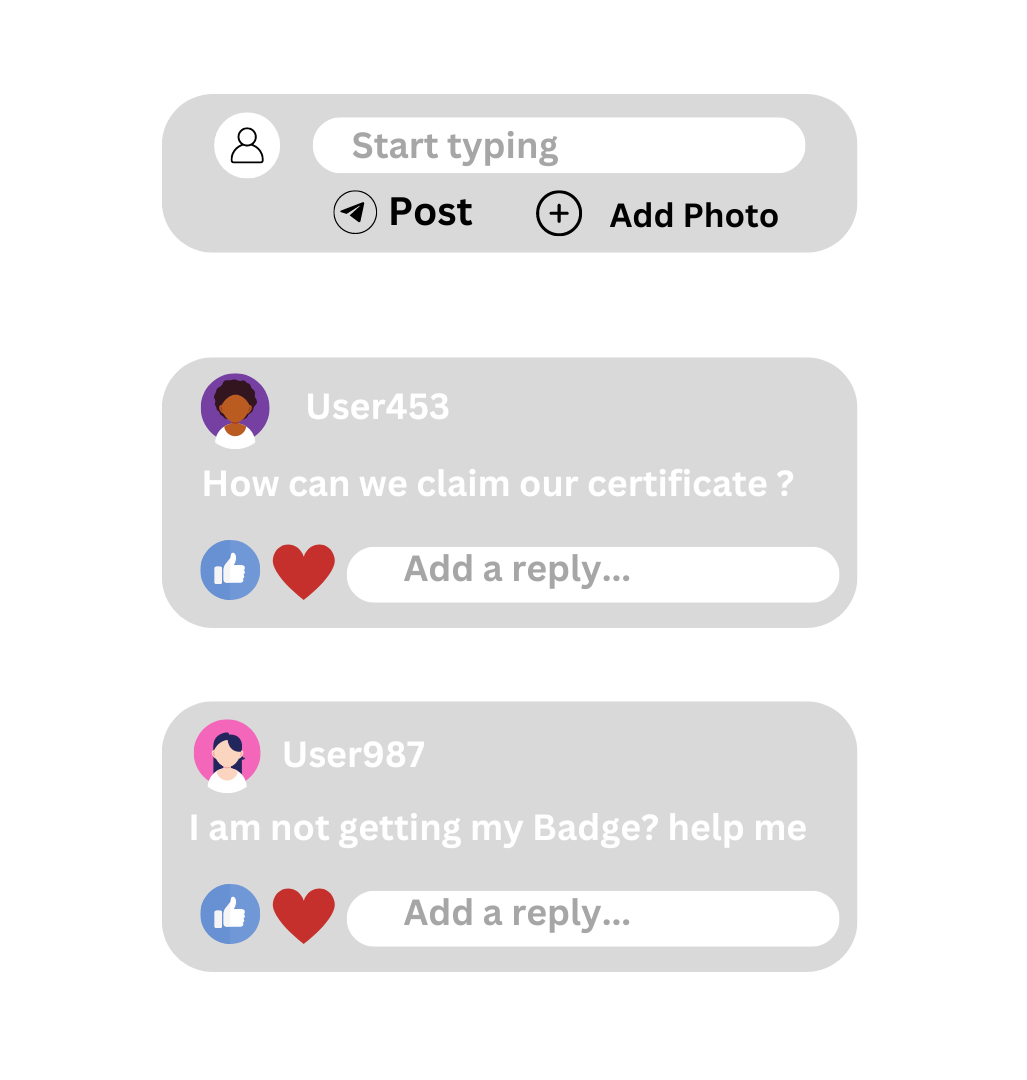 Start typing
Post Add Photo
User453
How can we claim our certificate ?
Add a reply...
User987
I am not getting my Badge? help me
Add a reply...